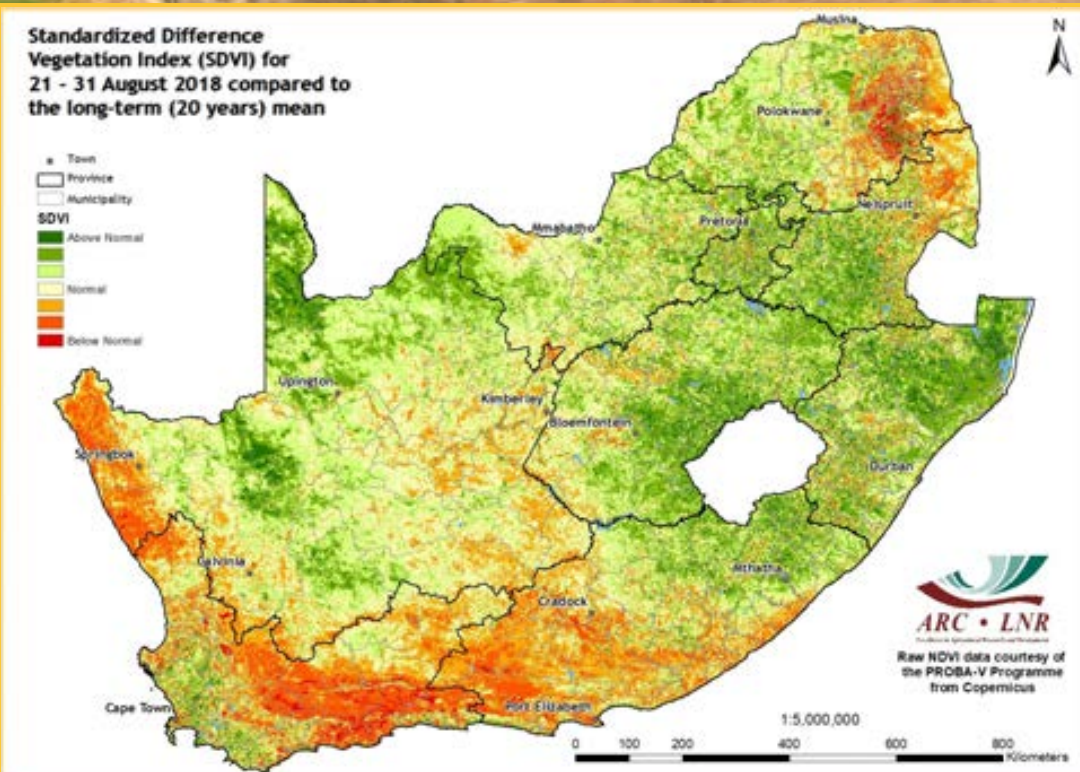 Standardized Difference
Vegetation Index (SDVI) for
21 - 31 August 2018 compared to
the long-term (20 years) mean
N
Town
Province
Municipality
SDVI
Above Normal
Normal
Below Normal
Musina
Polokwane
Nelspruit
Pretoria
Mmabatho
Upington
Kimberley
Bloemfontein
Springbok
Durban
Calvinia
Mthatha
Cradock
Cape Town
Port Elizabeth
ARC • LNR
Raw NDVI data courtesy of
the PROBA-V Programme
from Copernicus
1:5,000,000
0 100 200 400 600 800
Kilometers